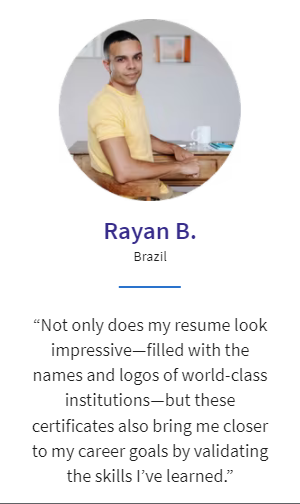 Rayan B.
Brazil
“Not only does my resume look
impressive—filled with the
names and logos of world-class
institutions—but these
certificates also bring me closer
to my career goals by validating
the skills I’ve learned.”